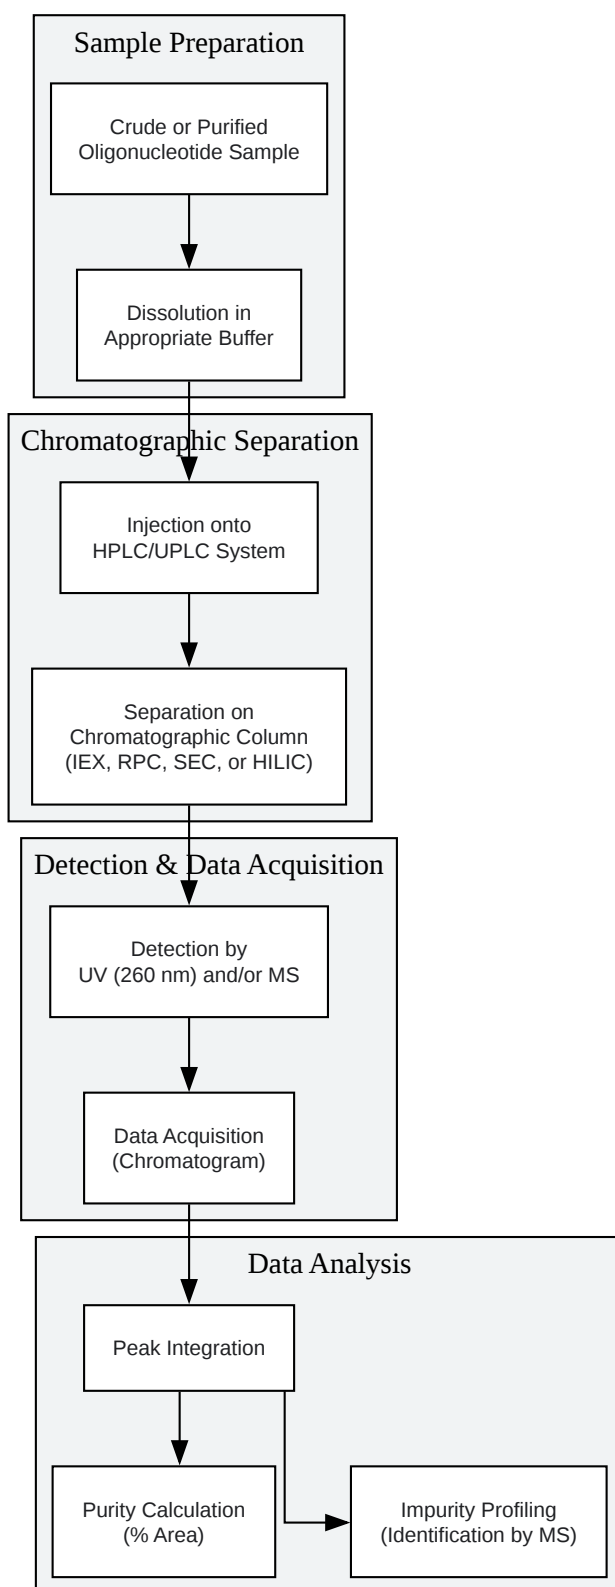 Sample Preparation
Crude or Purified
Oligonucleotide Sample
Dissolution in
Appropriate Buffer
Chromatographic Separation
Injection onto
HPLC/UPLC System
Separation on
Chromatographic Column
(IEX, RPC, SEC, or HILIC)
Detection & Data Acquisition
Detection by
UV (260 nm) and/or MS
Data Acquisition
(Chromatogram)
Data Analysis
Peak Integration
Purity Calculation
(% Area)
Impurity Profiling
(Identification by MS)